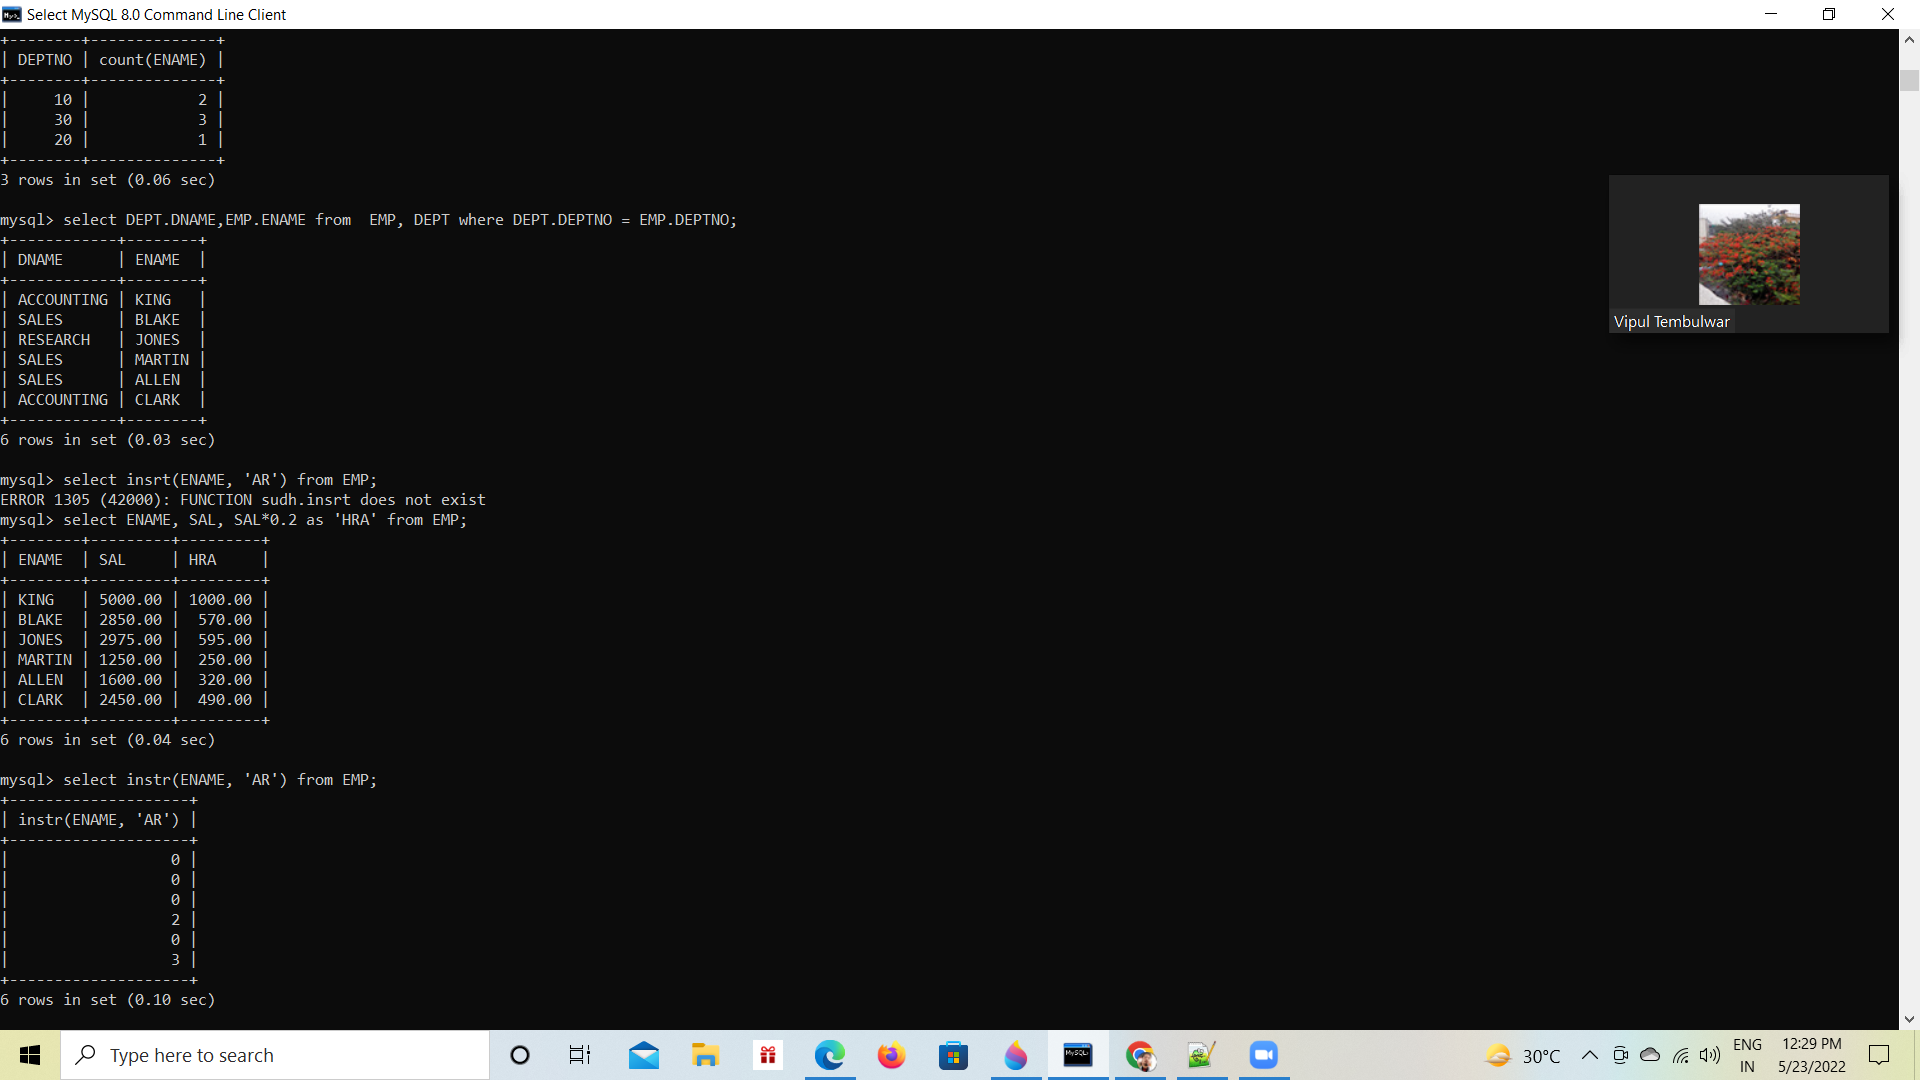 Select MySQL 8.0 Command Line Client
+--------+--------------+
| DEPTNO | count(ENAME) |
+--------+--------------+
|     10 |            2 |
|     30 |            3 |
|     20 |            1 |
+--------+--------------+
3 rows in set (0.06 sec)
mysql> select DEPT.DNAME,EMP.ENAME from  EMP, DEPT where DEPT.DEPTNO = EMP.DEPTNO;
+------------+--------+
| DNAME      | ENAME  |
+------------+--------+
| ACCOUNTING | KING   |
| SALES      | BLAKE  |
| RESEARCH   | JONES  |
| SALES      | MARTIN |
| SALES      | ALLEN  |
| ACCOUNTING | CLARK  |
+------------+--------+
6 rows in set (0.03 sec)
mysql> select insrt(ENAME, 'AR') from EMP;
ERROR 1305 (42000): FUNCTION sudh.insrt does not exist
mysql> select ENAME, SAL, SAL*0.2 as 'HRA' from EMP;
+--------+---------+---------+
| ENAME  | SAL     | HRA     |
+--------+---------+---------+
| KING   | 5000.00 | 1000.00 |
| BLAKE  | 2850.00 |  570.00 |
| JONES  | 2975.00 |  595.00 |
| MARTIN | 1250.00 |  250.00 |
| ALLEN  | 1600.00 |  320.00 |
| CLARK  | 2450.00 |  490.00 |
+--------+---------+---------+
6 rows in set (0.04 sec)
mysql> select instr(ENAME, 'AR') from EMP;
+--------------------+
| instr(ENAME, 'AR') |
+--------------------+
|                  0 |
|                  0 |
|                  0 |
|                  2 |
|                  0 |
|                  3 |
+--------------------+
6 rows in set (0.10 sec)
Vipul Tembulwar
Type here to search
MySQL
30°C
ENG
IN
12:29 PM
5/23/2022